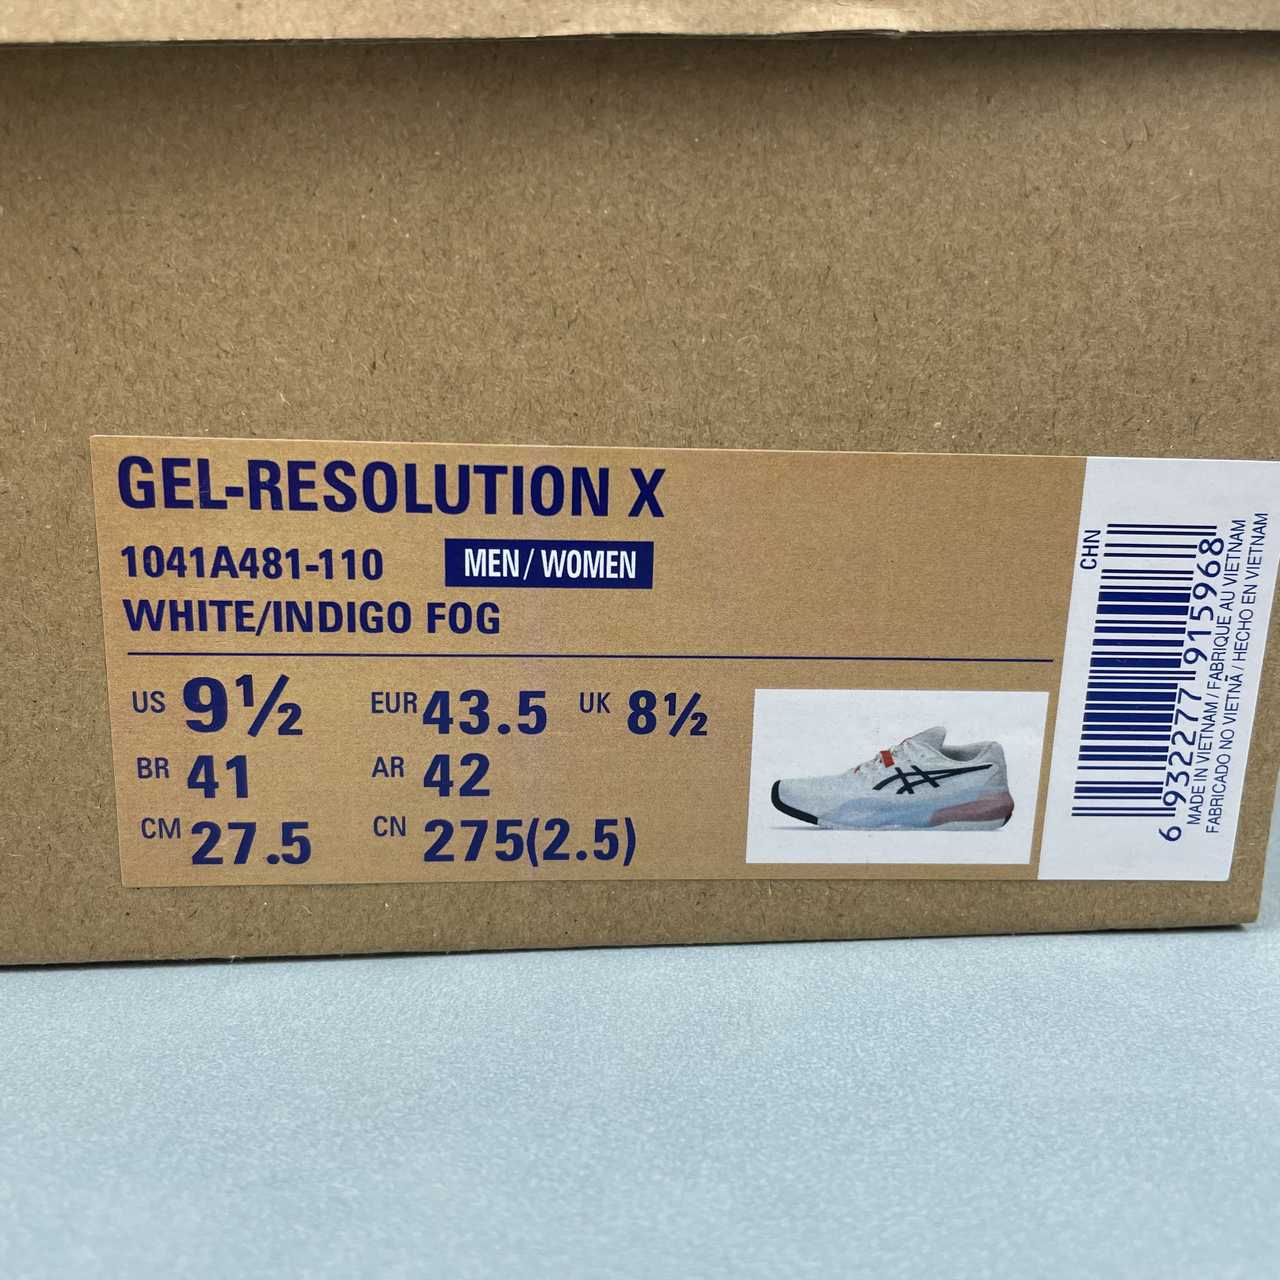 GEL-RESOLUTION X
1041A481-110 MEN/WOMEN
WHITE/INDIGO FOG
US 9½ EUR 43.5 UK 8½
BR 41 AR 42
CM 27.5 CN 275(2.5)
CHN
6 932277 915968
MADE IN VIETNAM / FABRIQUE AU VIETNAM
FABRICADO NO VIETNÃ / HECHO EN VIETNAM